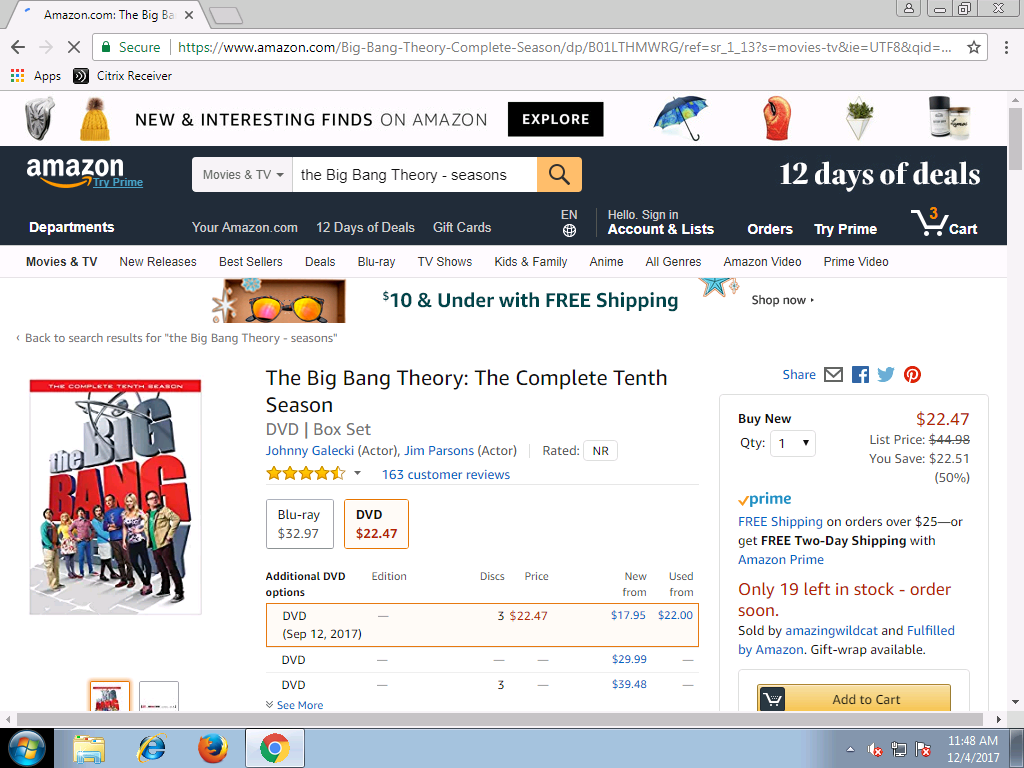 Amazon.com: The Big Ba
Secure
https://www.amazon.com/Big-Bang-Theory-Complete-Season/dp/B01LTHMWRG/ref=sr_1_13?s=movies-tv&ie=UTF8&qid=...
Apps
Citrix Receiver
NEW & INTERESTING FINDS ON AMAZON
EXPLORE
amazon
Try Prime
Movies & TV
the Big Bang Theory - seasons
12 days of deals
Departments
Your Amazon.com
12 Days of Deals
Gift Cards
EN
Hello. Sign in
Account & Lists
Orders
Try Prime
3
Cart
Movies & TV
New Releases
Best Sellers
Deals
Blu-ray
TV Shows
Kids & Family
Anime
All Genres
Amazon Video
Prime Video
$10 & Under with FREE Shipping
Shop now ▸
‹ Back to search results for "the Big Bang Theory - seasons"
THE COMPLETE TENTH SEASON
the BIG
BANG
The Big Bang Theory: The Complete Tenth
Season
DVD | Box Set
Johnny Galecki (Actor), Jim Parsons (Actor)
Rated: NR
163 customer reviews
Blu-ray
$32.97
DVD
$22.47
Additional DVD options
Edition
Discs
Price
New from
Used from
DVD
(Sep 12, 2017)
— 3 $22.47 $17.95 $22.00
DVD — — — $29.99 —
DVD — 3 — $39.48 —
See More
Share
Buy New
$22.47
Qty: 1
List Price: $44.98
You Save: $22.51
(50%)
prime
FREE Shipping on orders over $25—or
get FREE Two-Day Shipping with
Amazon Prime
Only 19 left in stock - order
soon.
Sold by amazingwildcat and Fulfilled
by Amazon. Gift-wrap available.
Add to Cart
11:48 AM
12/4/2017